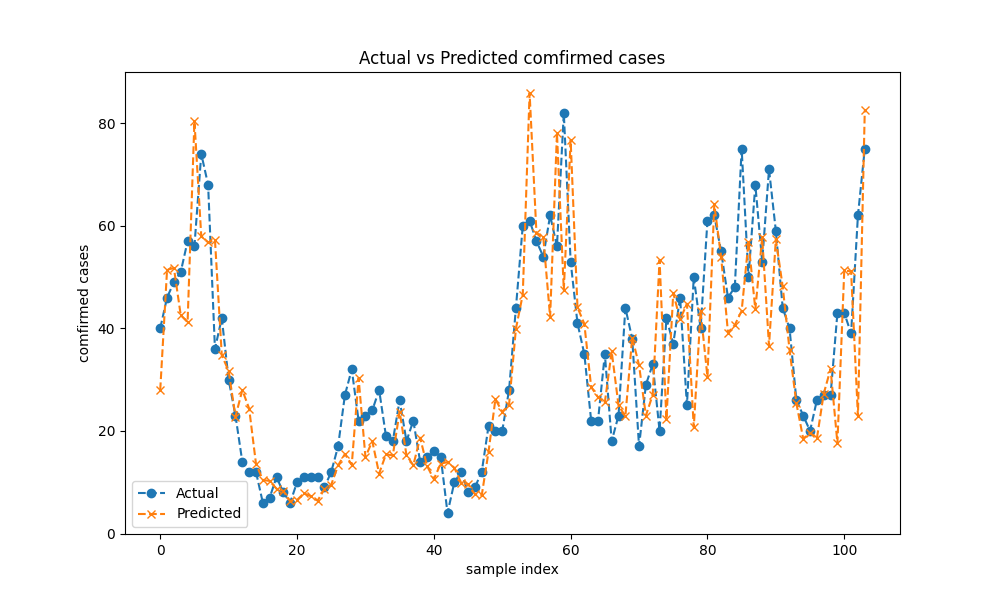 Actual vs Predicted comfirmed cases
comfirmed cases
80
60
40
20
0
Actual
Predicted
0 20 40 60 80 100
sample index